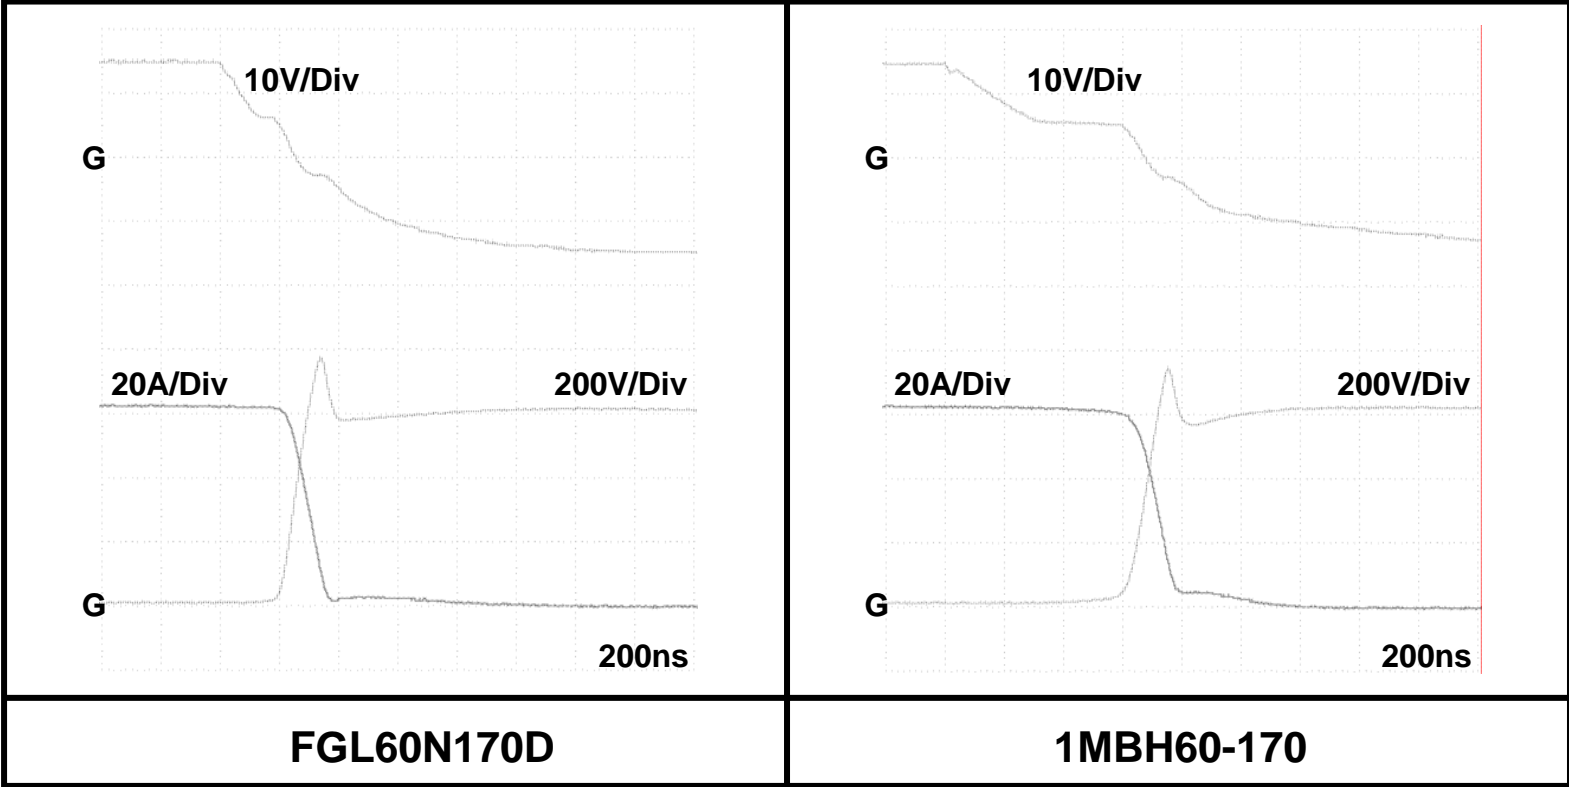 10V/Div
G
20A/Div
200V/Div
G
200ns
FGL60N170D
10V/Div
G
20A/Div
200V/Div
G
200ns
1MBH60-170